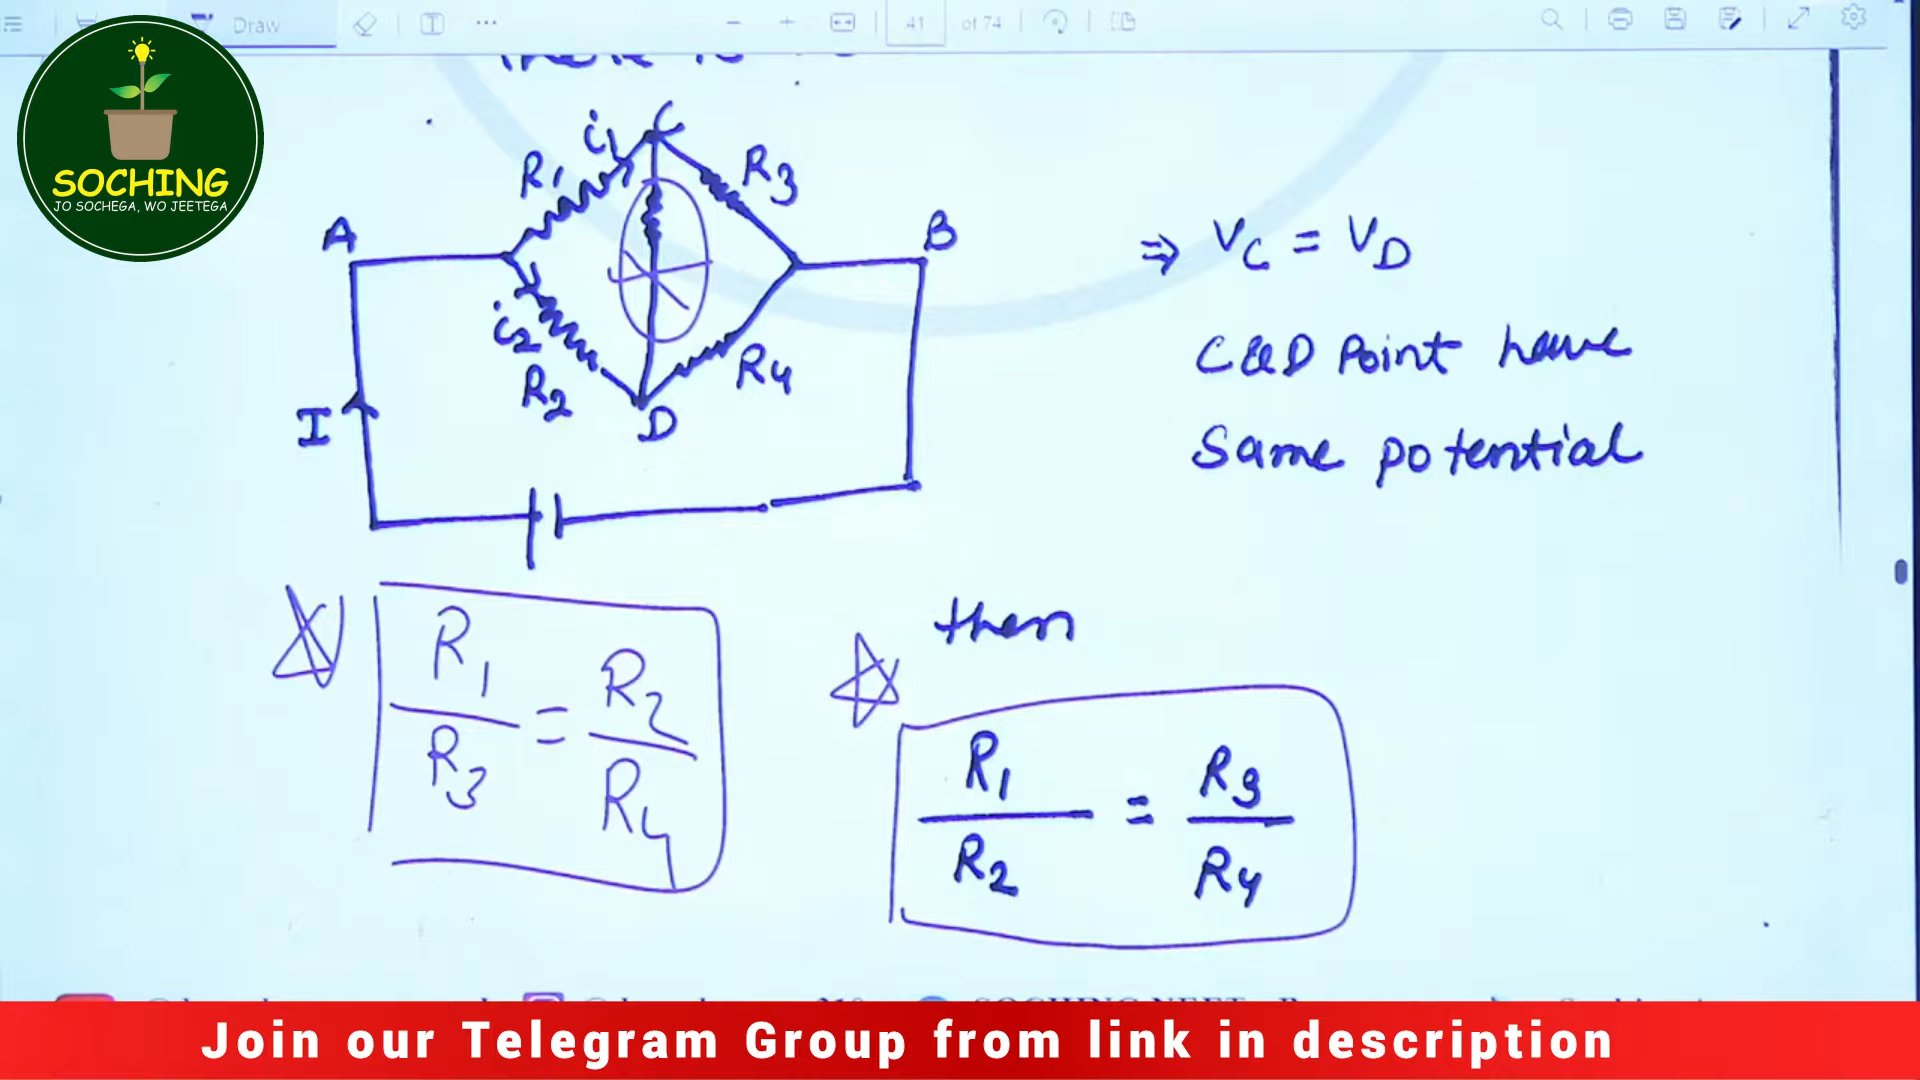 Draw
41 of 74
SOCHING
JO SOCHEGA, WO JEETEGA
C
i1
R1
R3
A
B
i2
R2
R4
D
I
⇒ VC = VD
C&D Point have
Same potential
then
R1/R3 = R2/R4
R1/R2 = R3/R4
Join our Telegram Group from link in description